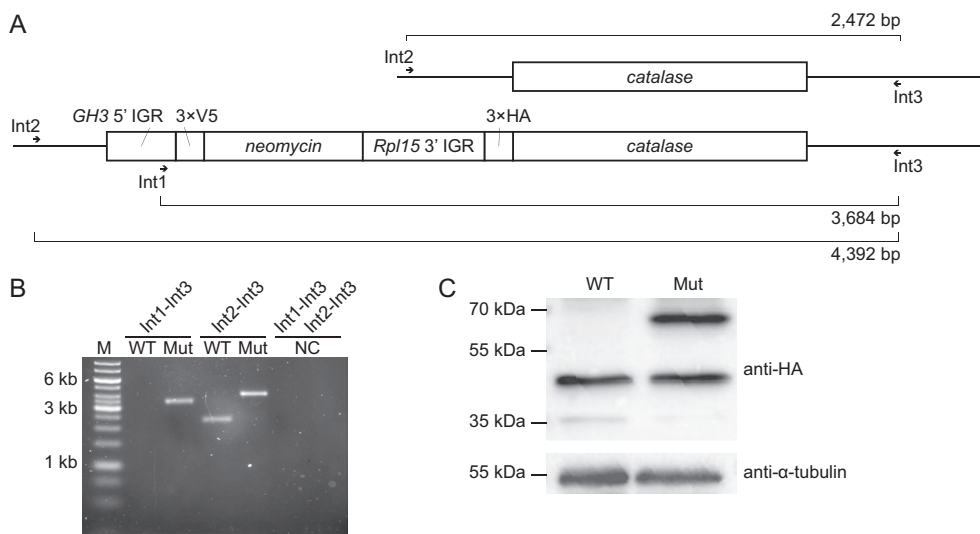 A
2,472 bp
Int2
catalase
Int3
GH3 5' IGR
3×V5
3×HA
Int2
neomycin
Rpl15 3' IGR
catalase
Int3
Int1
3,684 bp
4,392 bp
B
Int1-Int3
Int2-Int3
Int1-Int3
Int2-Int3
M
WT
Mut
WT
Mut
NC
6 kb
3 kb
1 kb
C
WT
Mut
70 kDa
55 kDa
anti-HA
35 kDa
55 kDa
anti-α-tubulin